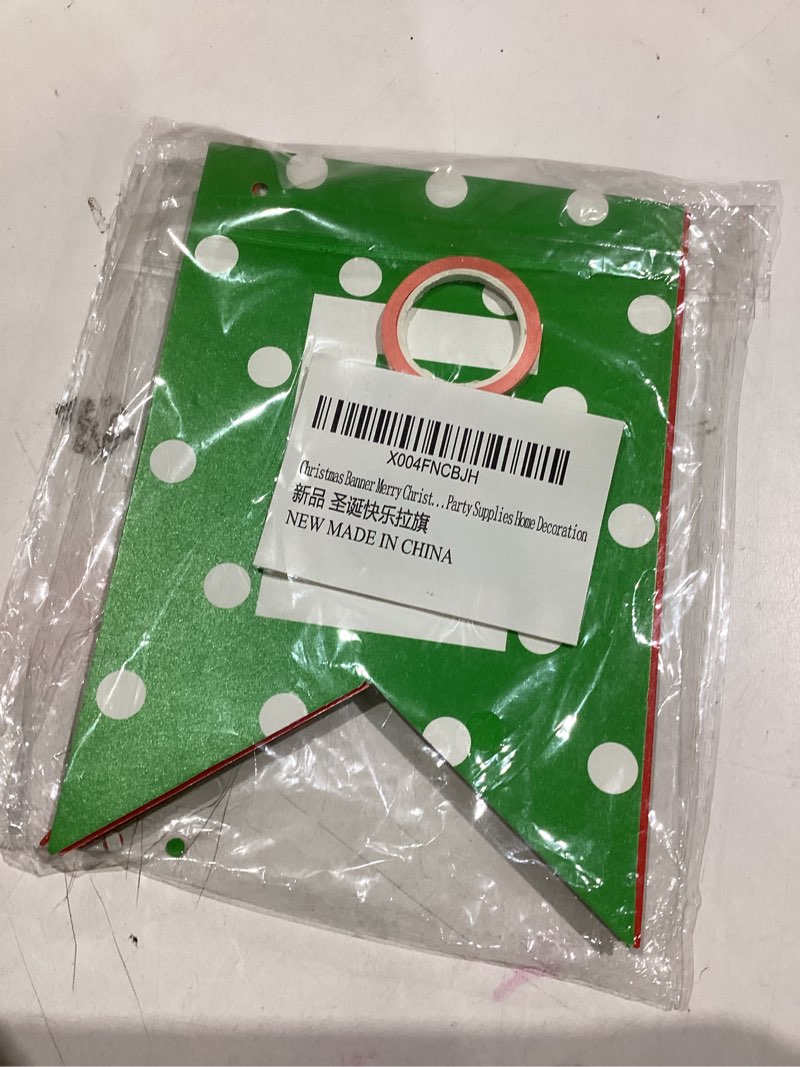 X004FNCBJH
Christmas Banner Merry Christ...Party Supplies Home Decoration
新品 圣诞快乐拉旗
NEW MADE IN CHINA